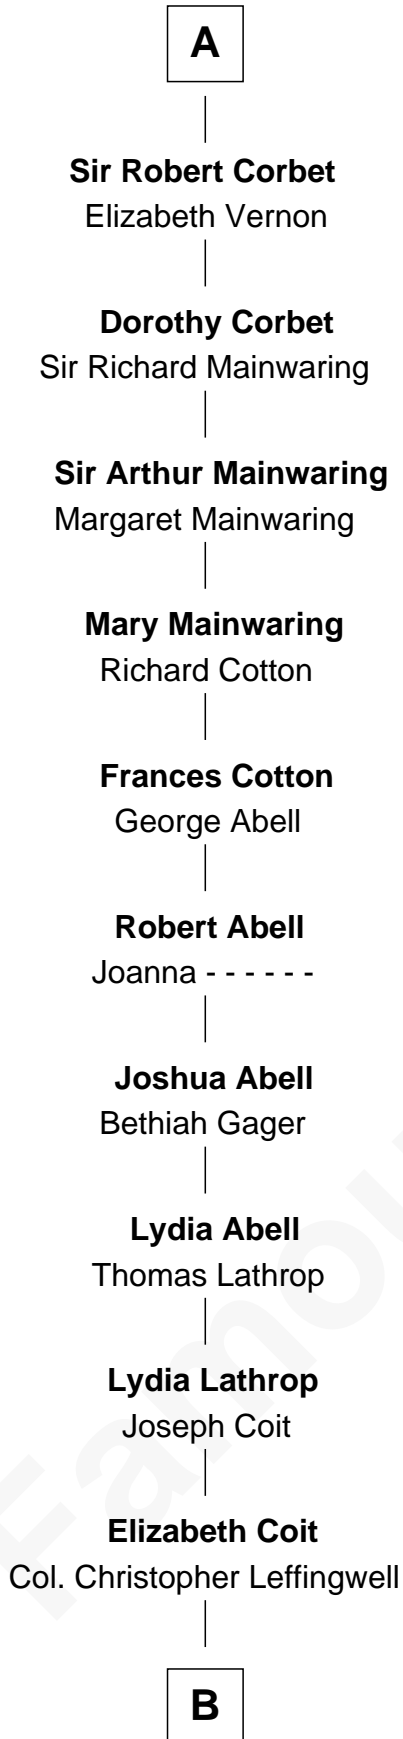 A
Sir Robert Corbet
Elizabeth Vernon
Dorothy Corbet
Sir Richard Mainwaring
Sir Arthur Mainwaring
Margaret Mainwaring
Mary Mainwaring
Richard Cotton
Frances Cotton
George Abell
Robert Abell
Joanna - - - - - -
Joshua Abell
Bethiah Gager
Lydia Abell
Thomas Lathrop
Lydia Lathrop
Joseph Coit
Elizabeth Coit
Col. Christopher Leffingwell
B